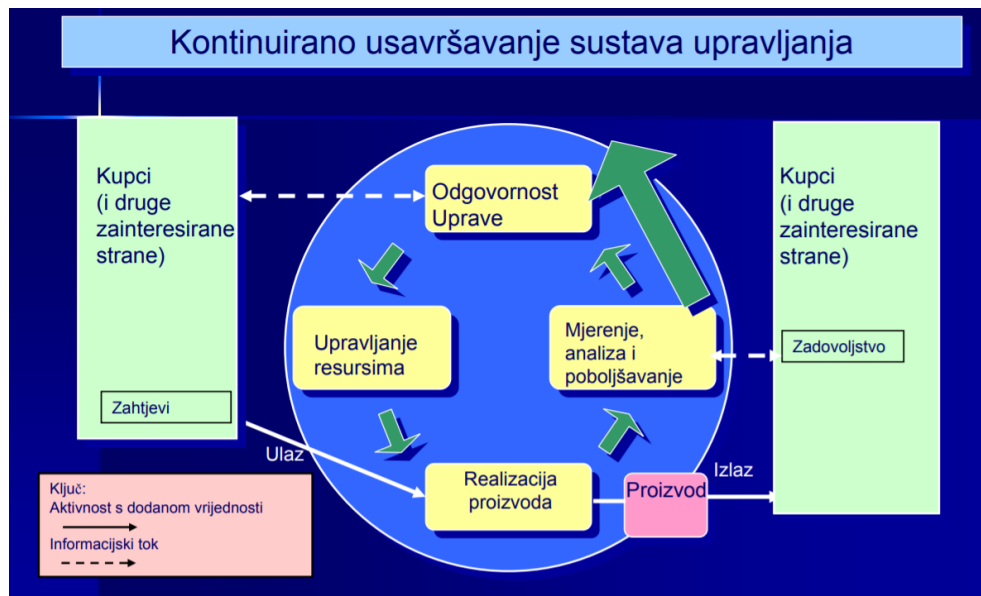 Kontinuirano usavršavanje sustava upravljanja
Kupci
(i druge
zainteresirane
strane)
Zahtjevi
Odgovornost
Uprave
Upravljanje
resursima
Mjerenje,
analiza i
poboljšavanje
Realizacija
proizvoda
Ulaz
Proizvod
Izlaz
Kupci
(i druge
zainteresirane
strane)
Zadovoljstvo
Ključ:
Aktivnost s dodanom vrijednosti
Informacijski tok